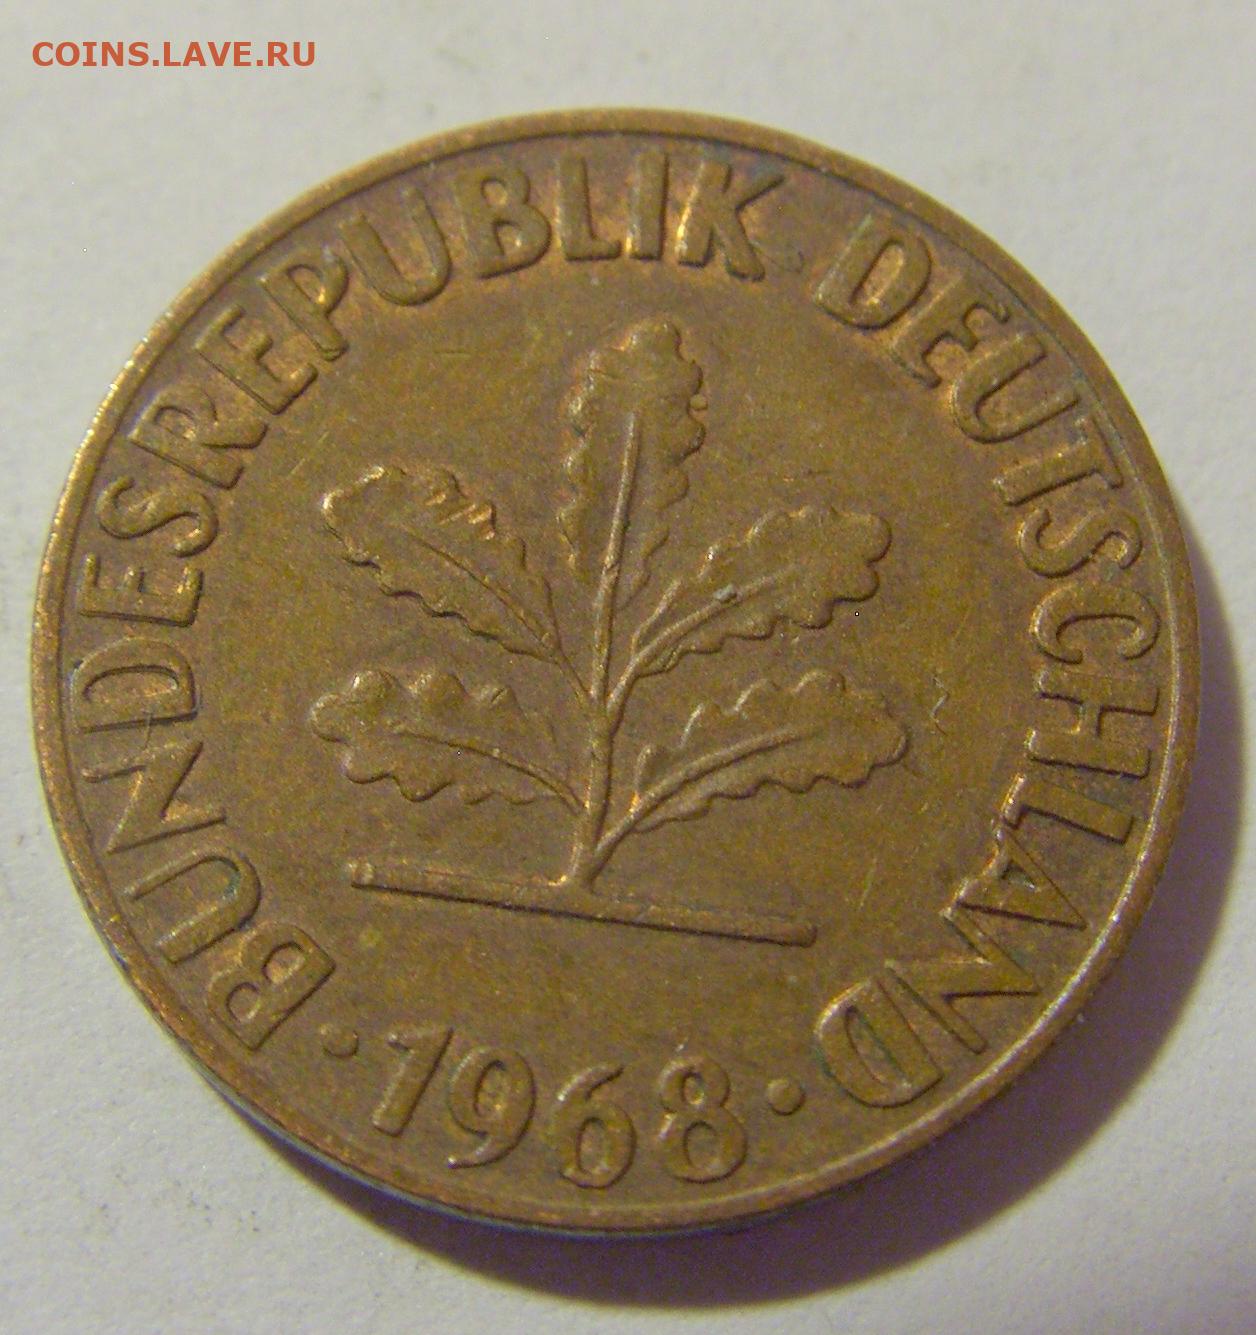 COINS.LAVE.RU
BUNDESREPUBLIK DEUTSCHLAND
· 1968 ·